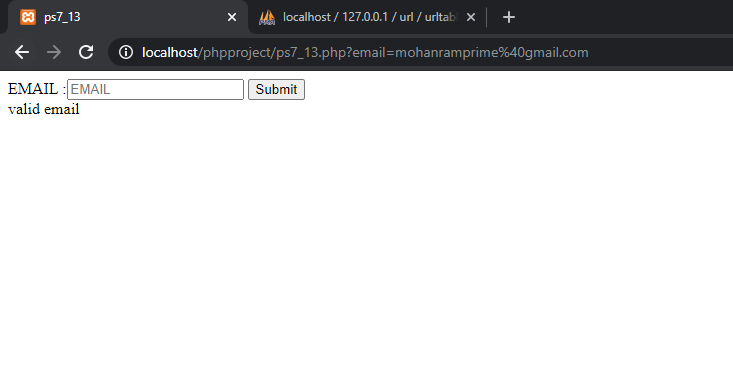 ps7_13
localhost / 127.0.0.1 / url / urltabl
localhost/phpproject/ps7_13.php?email=mohanramprime%40gmail.com
EMAIL : EMAIL Submit
valid email